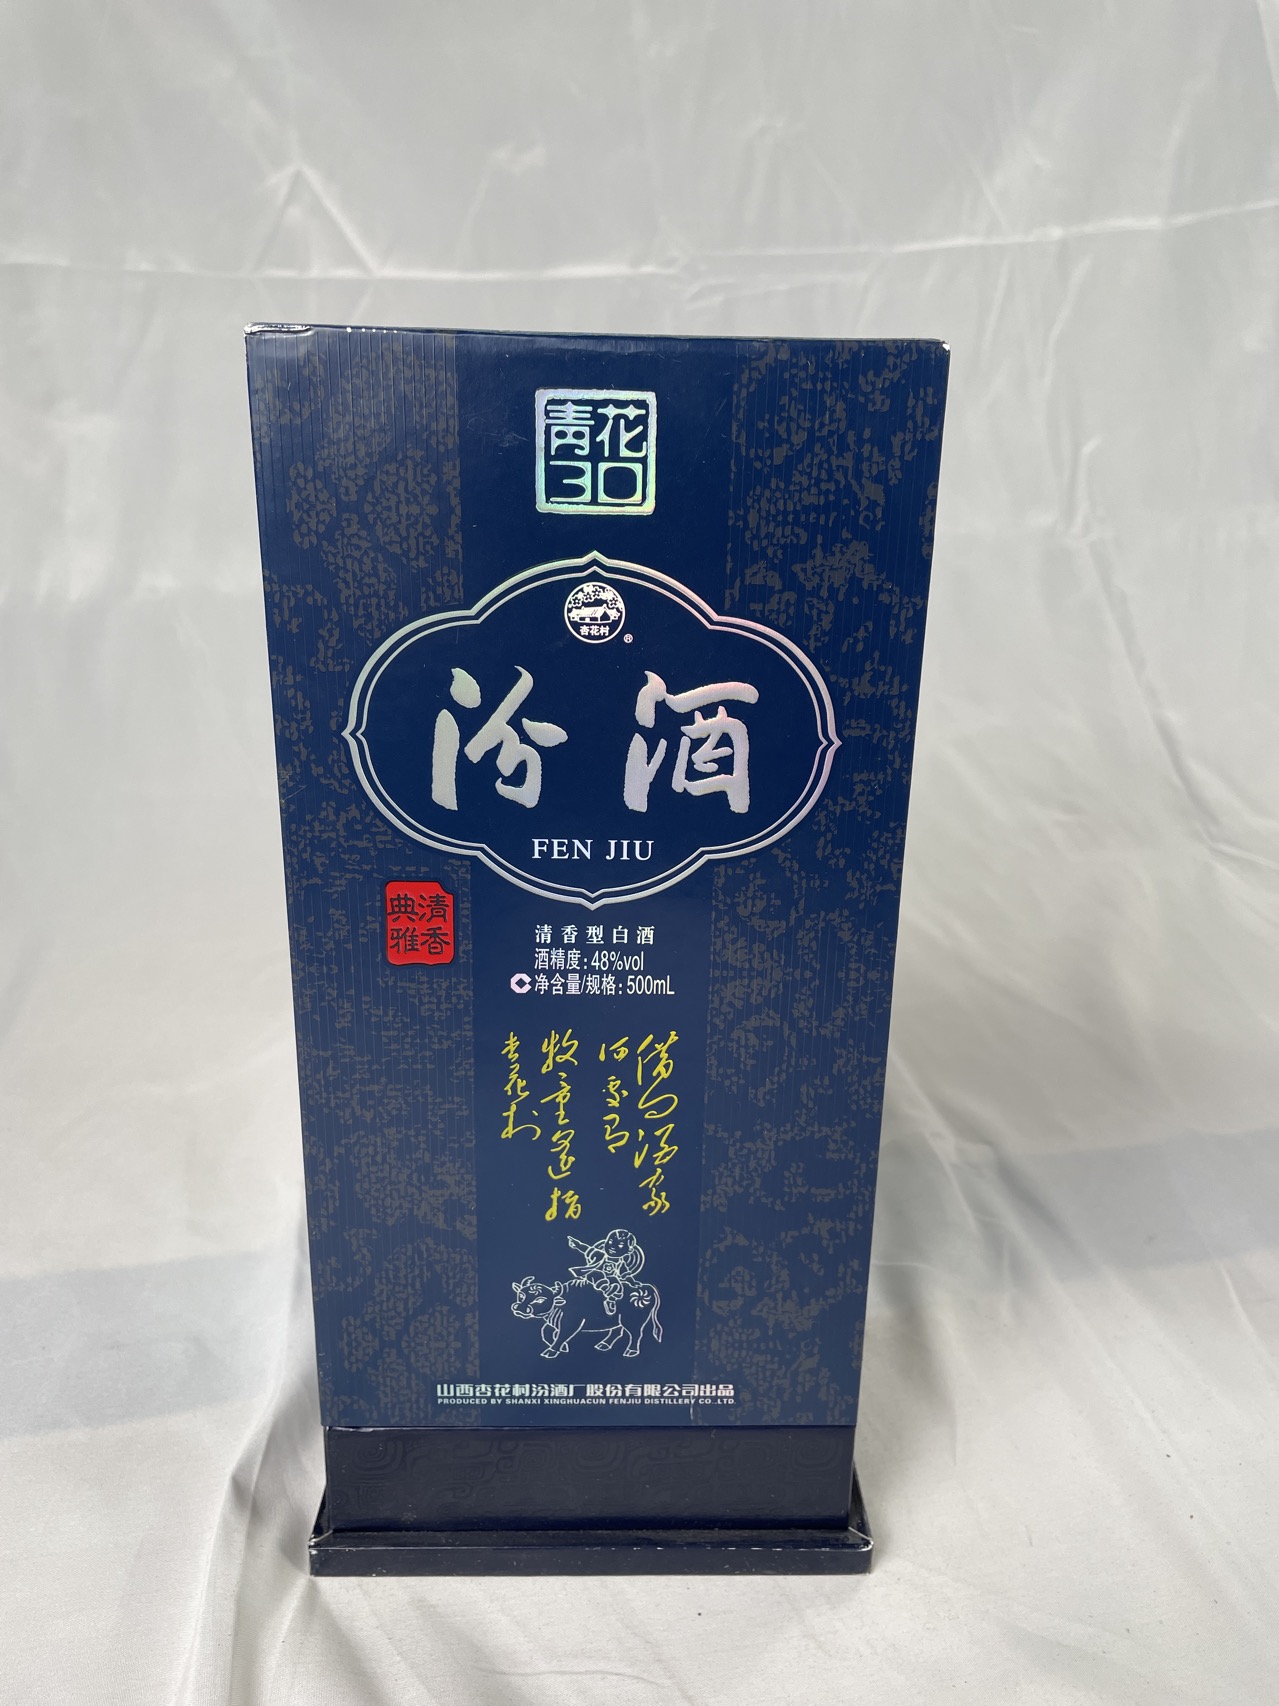 青花
30
杏花村
®
汾酒
FEN JIU
清香
典雅
清香型白酒
酒精度:48%vol
净含量/规格:500mL
借问酒家
何处有
牧童遥指
杏花村
山西杏花村汾酒厂股份有限公司出品
PRODUCED BY SHANXI XINGHUACUN FENJIU DISTILLERY CO.,LTD.